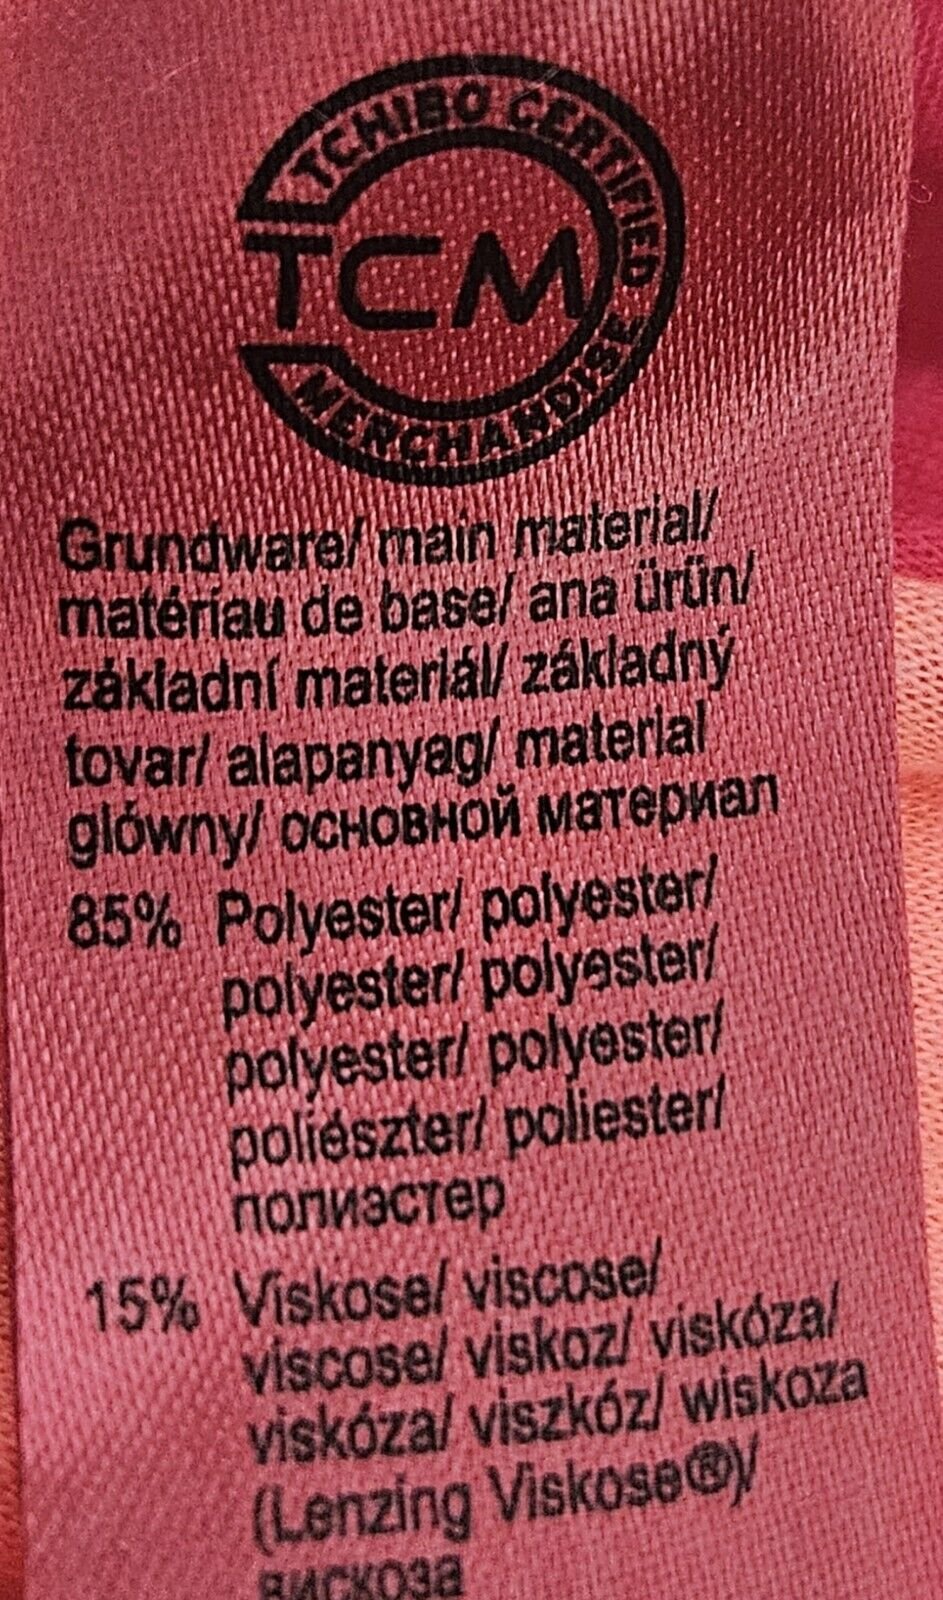 TCHIBO CERTIFIED
TCM
MERCHANDISE
Grundware/ main material/
matériau de base/ ana ürün/
základní materiál/ základný
tovar/ alapanyag/ material
glówny/ основной материал
85% Polyester/ polyester/
polyester/ polyester/
polyester/ polyester/
poliészter/ poliester/
полиэстер
15% Viskose/ viscose/
viscose/ viskoz/ viskóza/
viskóza/ viszkóz/ wiskoza
(Lenzing Viskose®)/
вискоза